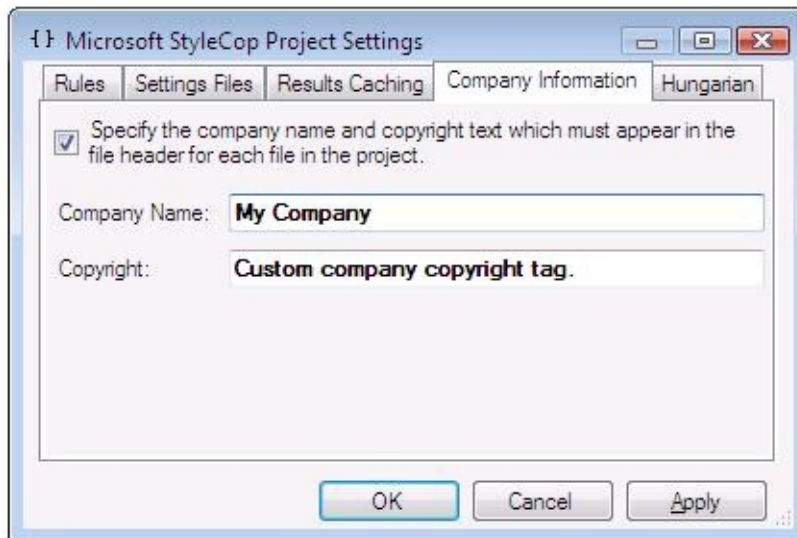 {} Microsoft StyleCop Project Settings
Rules Settings Files Results Caching Company Information Hungarian
Specify the company name and copyright text which must appear in the
file header for each file in the project.
Company Name: My Company
Copyright: Custom company copyright tag.
OK Cancel Apply